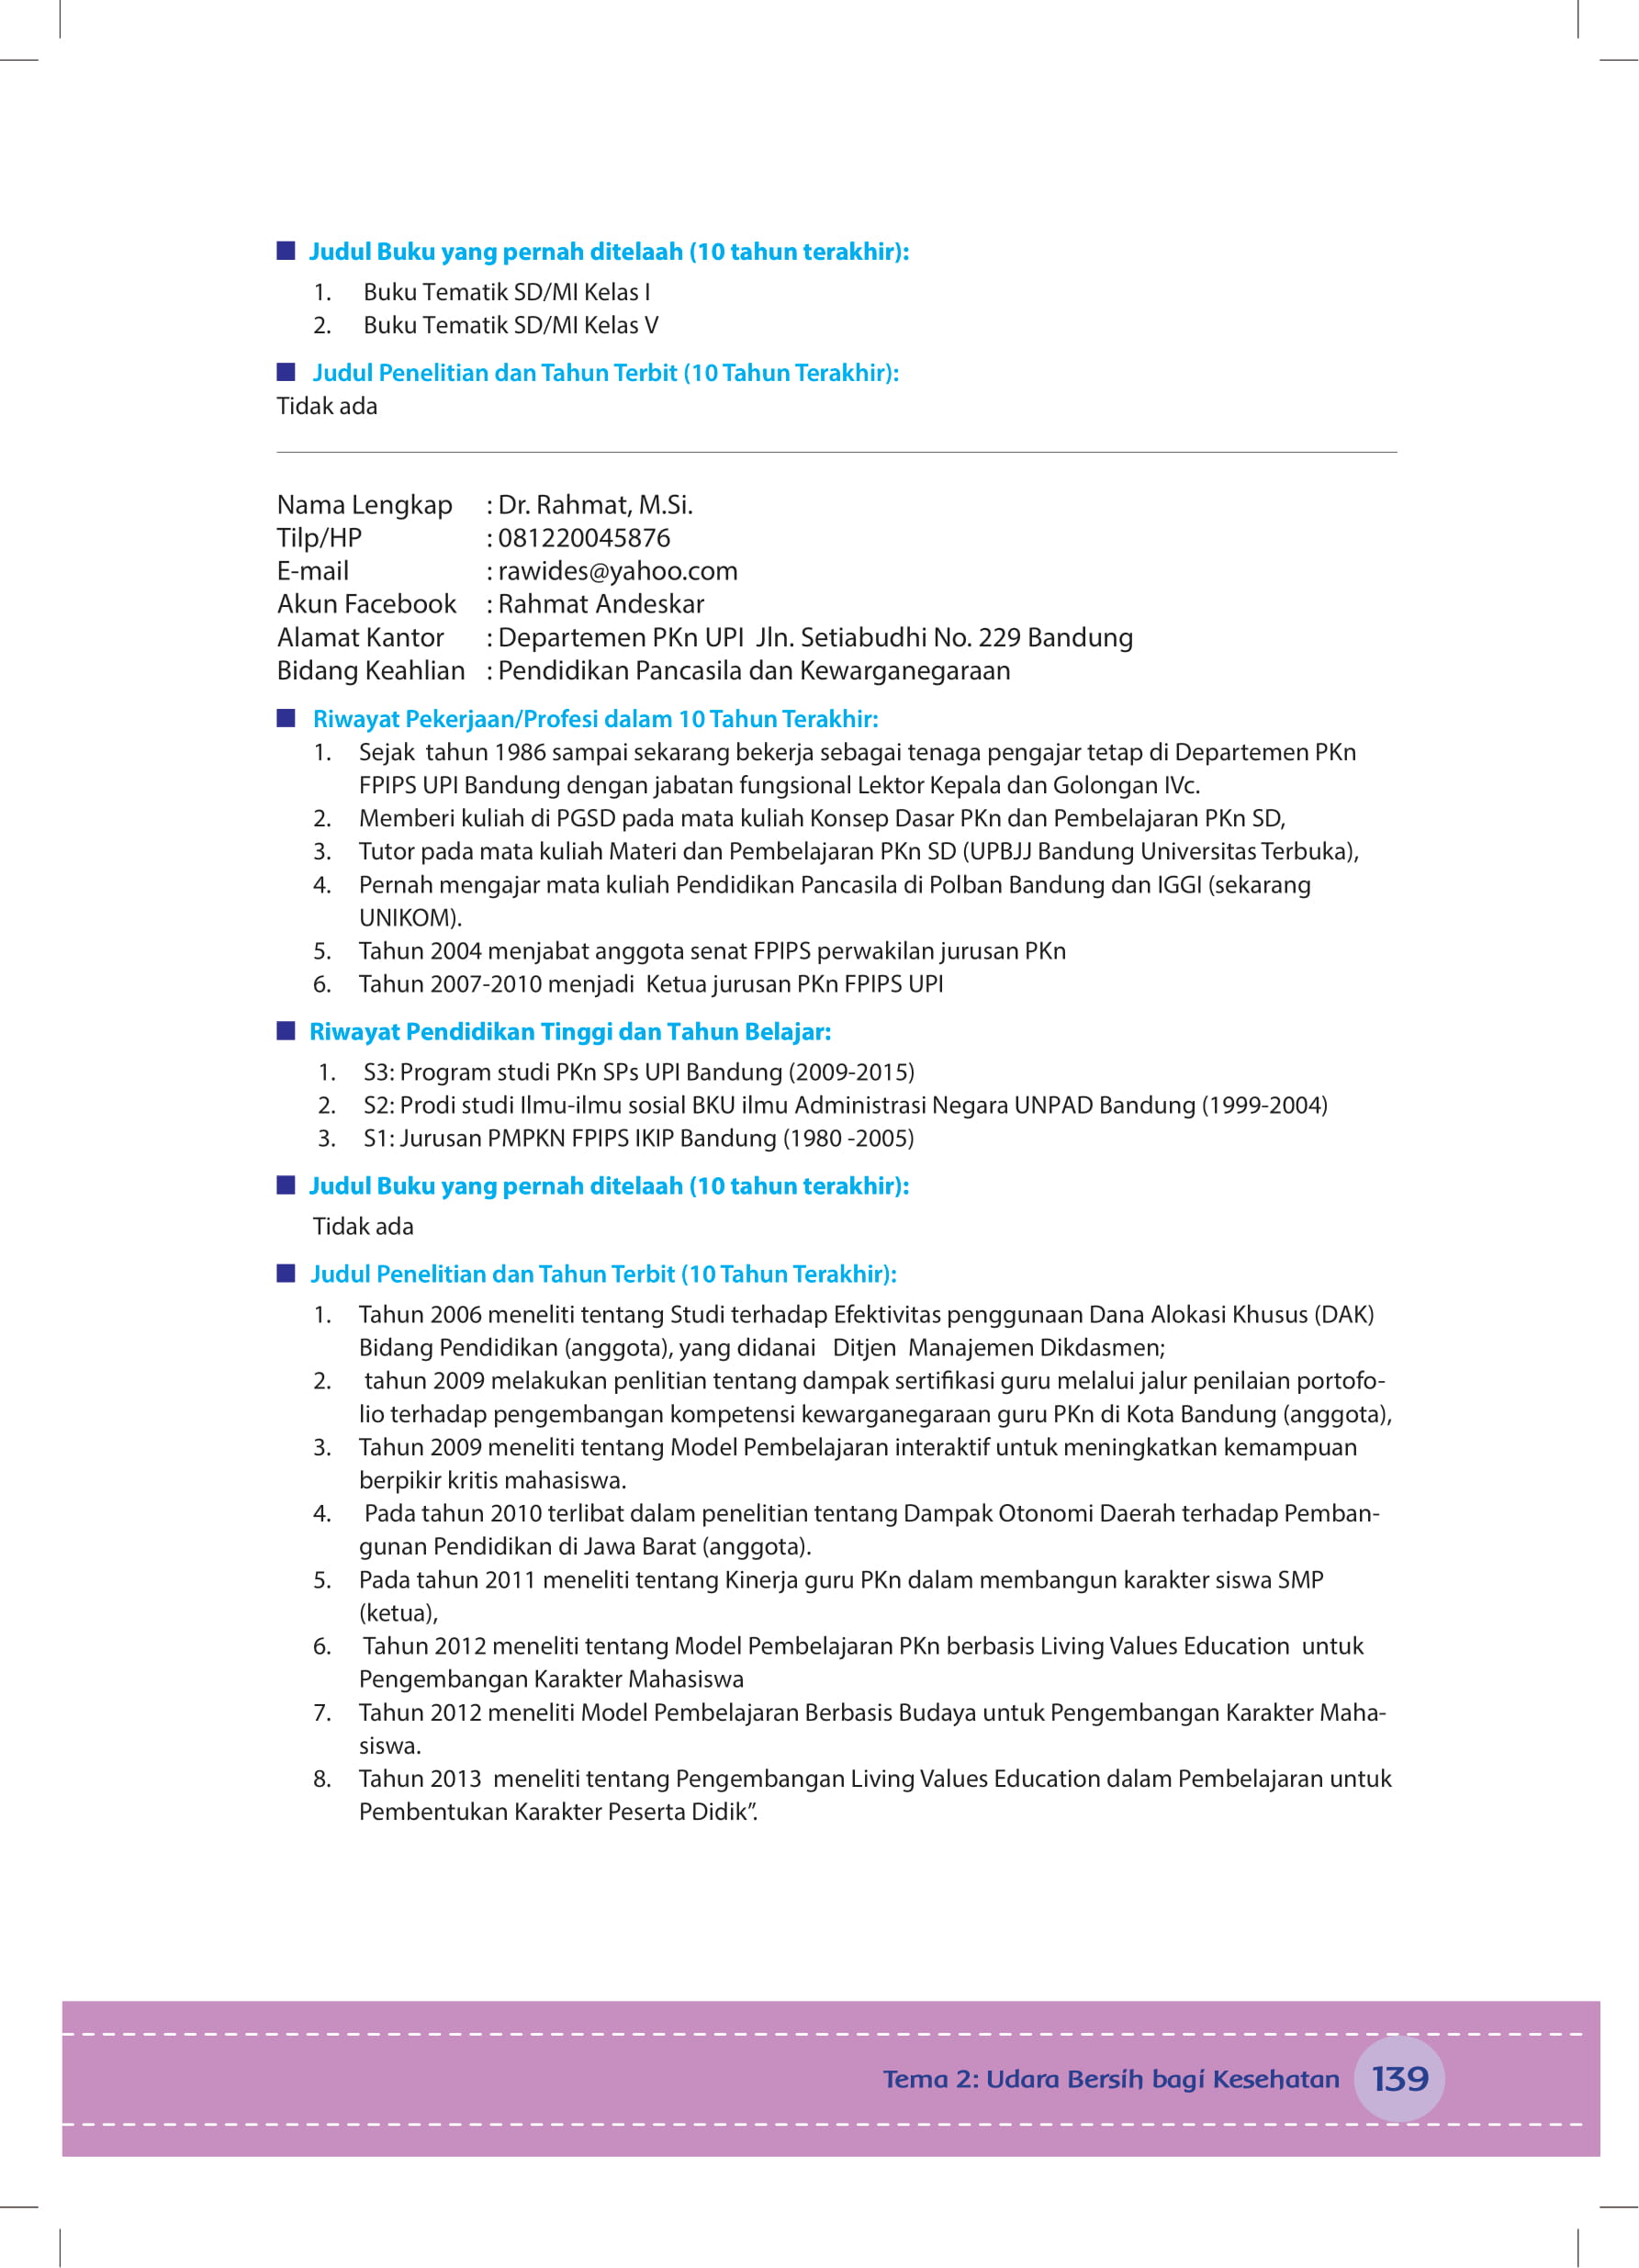 Judul Buku yang pernah ditelaah (10 tahun terakhir):
1. Buku Tematik SD/MI Kelas I
2. Buku Tematik SD/MI Kelas V
Judul Penelitian dan Tahun Terbit (10 Tahun Terakhir):
Tidak ada
Nama Lengkap : Dr. Rahmat, M.Si.
Tilp/HP : 081220045876
E-mail : rawides@yahoo.com
Akun Facebook : Rahmat Andeskar
Alamat Kantor : Departemen PKn UPI Jln. Setiabudhi No. 229 Bandung
Bidang Keahlian : Pendidikan Pancasila dan Kewarganegaraan
Riwayat Pekerjaan/Profesi dalam 10 Tahun Terakhir:
1. Sejak tahun 1986 sampai sekarang bekerja sebagai tenaga pengajar tetap di Departemen PKn
FPIPS UPI Bandung dengan jabatan fungsional Lektor Kepala dan Golongan IVc.
2. Memberi kuliah di PGSD pada mata kuliah Konsep Dasar PKn dan Pembelajaran PKn SD,
3. Tutor pada mata kuliah Materi dan Pembelajaran PKn SD (UPBJJ Bandung Universitas Terbuka),
4. Pernah mengajar mata kuliah Pendidikan Pancasila di Polban Bandung dan IGGI (sekarang
UNIKOM).
5. Tahun 2004 menjabat anggota senat FPIPS perwakilan jurusan PKn
6. Tahun 2007-2010 menjadi Ketua jurusan PKn FPIPS UPI
Riwayat Pendidikan Tinggi dan Tahun Belajar:
1. S3: Program studi PKn SPs UPI Bandung (2009-2015)
2. S2: Prodi studi Ilmu-ilmu sosial BKU ilmu Administrasi Negara UNPAD Bandung (1999-2004)
3. S1: Jurusan PMPKN FPIPS IKIP Bandung (1980 -2005)
Judul Buku yang pernah ditelaah (10 tahun terakhir):
Tidak ada
Judul Penelitian dan Tahun Terbit (10 Tahun Terakhir):
1. Tahun 2006 meneliti tentang Studi terhadap Efektivitas penggunaan Dana Alokasi Khusus (DAK)
Bidang Pendidikan (anggota), yang didanai Ditjen Manajemen Dikdasmen;
2. tahun 2009 melakukan penlitian tentang dampak sertifikasi guru melalui jalur penilaian portofo-
lio terhadap pengembangan kompetensi kewarganegaraan guru PKn di Kota Bandung (anggota),
3. Tahun 2009 meneliti tentang Model Pembelajaran interaktif untuk meningkatkan kemampuan
berpikir kritis mahasiswa.
4. Pada tahun 2010 terlibat dalam penelitian tentang Dampak Otonomi Daerah terhadap Pemban-
gunan Pendidikan di Jawa Barat (anggota).
5. Pada tahun 2011 meneliti tentang Kinerja guru PKn dalam membangun karakter siswa SMP
(ketua),
6. Tahun 2012 meneliti tentang Model Pembelajaran PKn berbasis Living Values Education untuk
Pengembangan Karakter Mahasiswa
7. Tahun 2012 meneliti Model Pembelajaran Berbasis Budaya untuk Pengembangan Karakter Maha-
siswa.
8. Tahun 2013 meneliti tentang Pengembangan Living Values Education dalam Pembelajaran untuk
Pembentukan Karakter Peserta Didik”.
Tema 2: Udara Bersih bagi Kesehatan 139